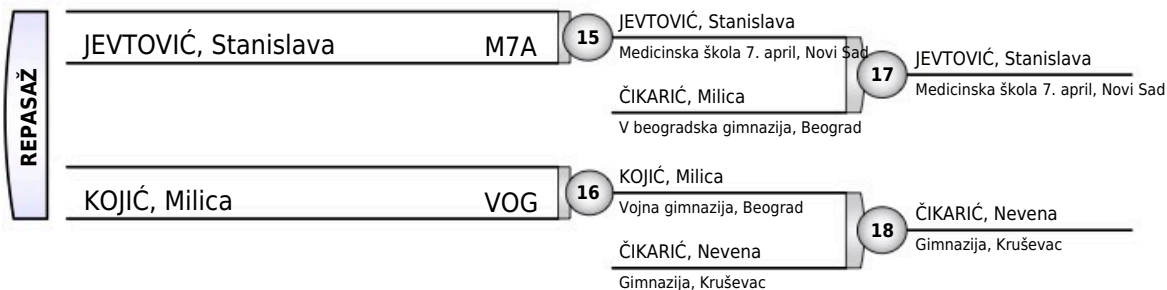 REPASAŽ
JEVTOVIĆ, Stanislava M7A
15
JEVTOVIĆ, Stanislava
Medicinska škola 7. april, Novi Sad
ČIKARIĆ, Milica
V beogradska gimnazija, Beograd
17
JEVTOVIĆ, Stanislava
Medicinska škola 7. april, Novi Sad
KOJIĆ, Milica VOG
16
KOJIĆ, Milica
Vojna gimnazija, Beograd
ČIKARIĆ, Nevena
Gimnazija, Kruševac
18
ČIKARIĆ, Nevena
Gimnazija, Kruševac